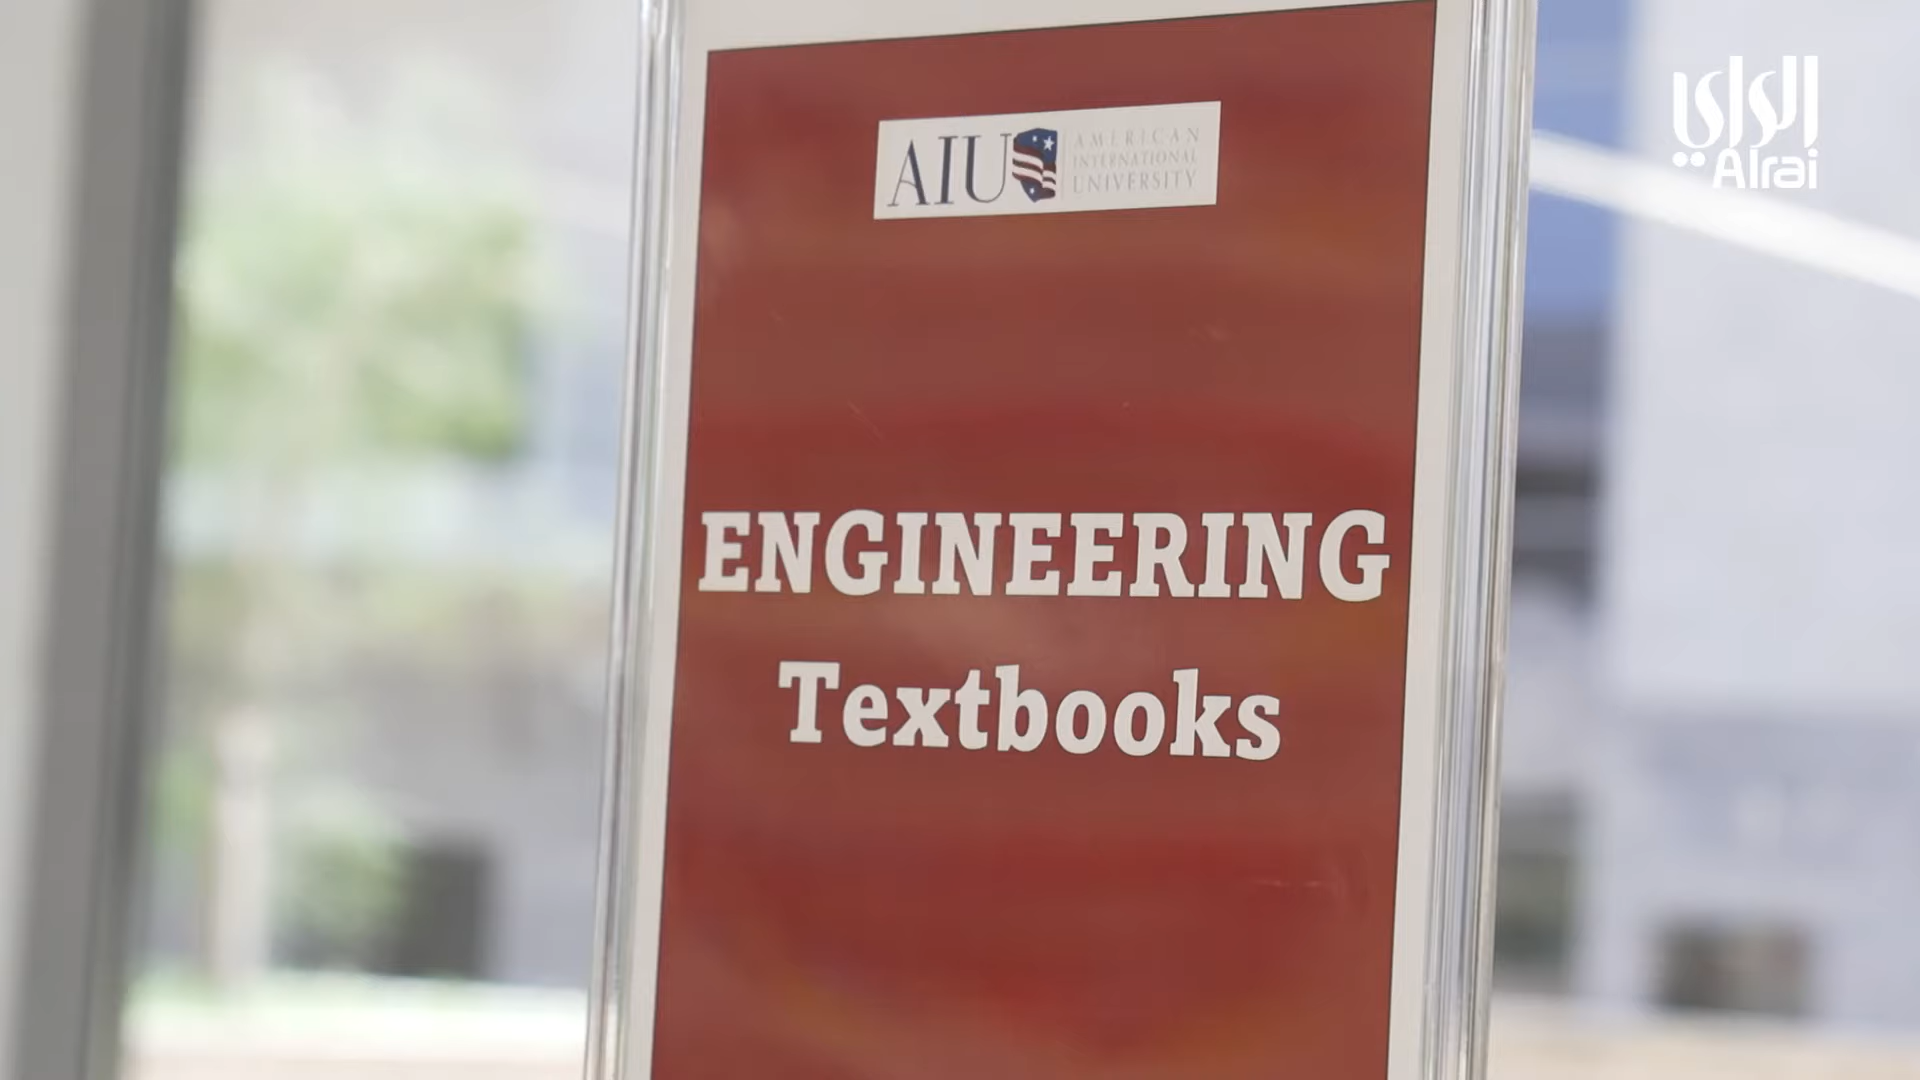 الراي
Alrai
AIU
AMERICAN
INTERNATIONAL
UNIVERSITY
ENGINEERING
Textbooks